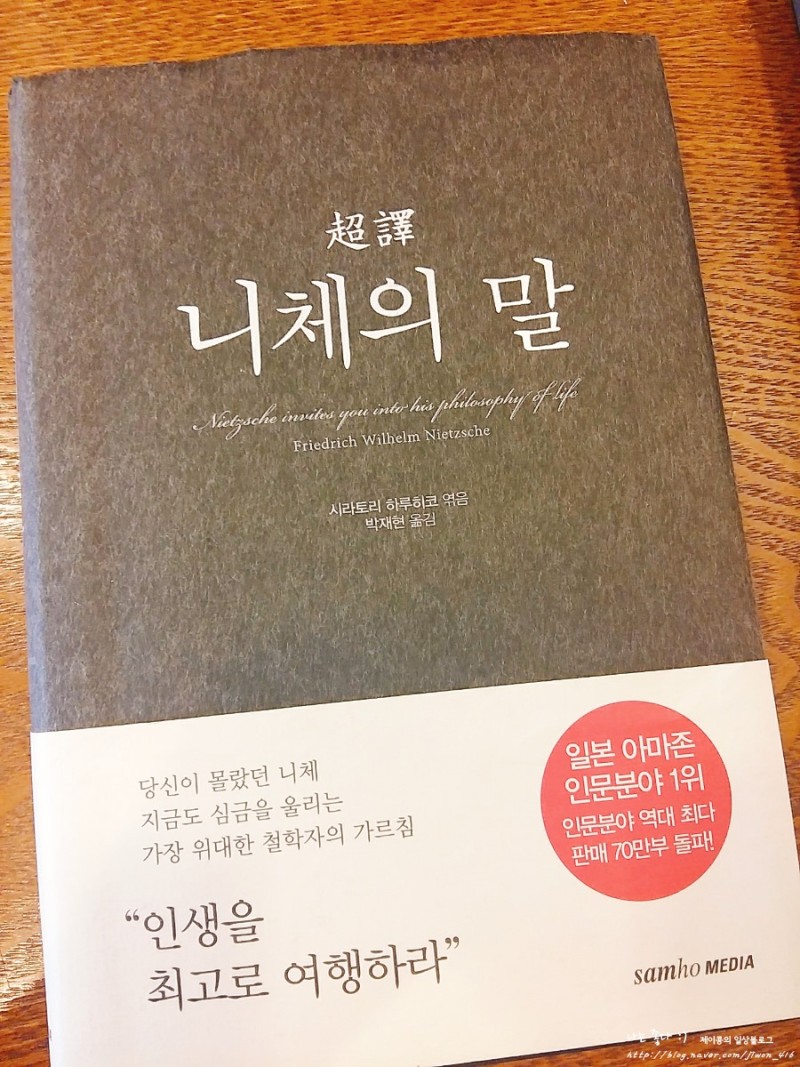 超譯
니체의 말
Nietzsche invites you into his philosophy of life
Friedrich Wilhelm Nietzsche
시라토리 하루히코 엮음
박재현 옮김
당신이 몰랐던 니체
지금도 심금을 울리는
가장 위대한 철학자의 가르침
“인생을
최고로 여행하라”
일본 아마존
인문분야 1위
인문분야 역대 최다
판매 70만부 돌파!
samho MEDIA
좋다 :) 제이퐁의 일상블로그
http://blog.naver.com/jiwon_416